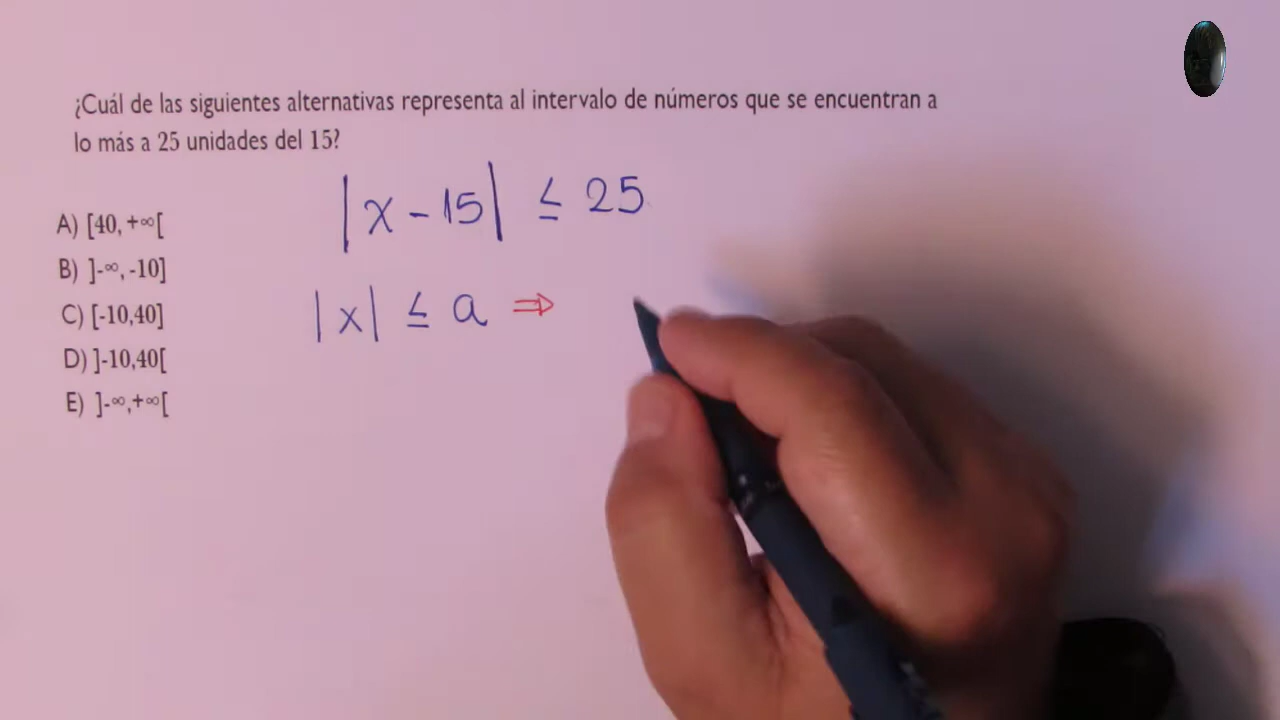 ¿Cuál de las siguientes alternativas representa al intervalo de números que se encuentran a
lo más a 25 unidades del 15?
|x - 15| ≤ 25
A) [40, +∞[
B) ]-∞, -10]
C) [-10,40]
|x| ≤ a ⇒
D) ]-10,40[
E) ]-∞,+∞[